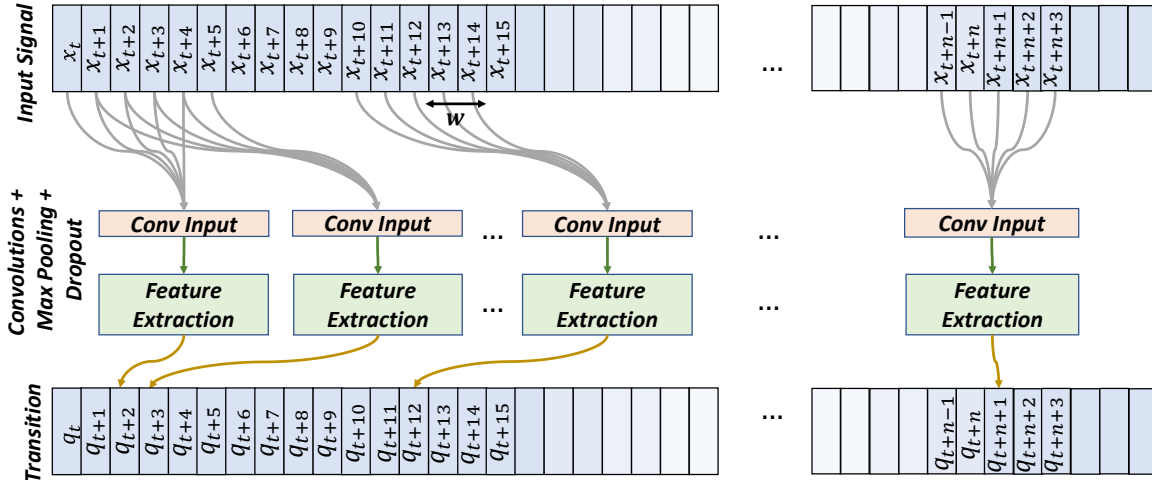 Input Signal
x_t
x_{t+1}
x_{t+2}
x_{t+3}
x_{t+4}
x_{t+5}
x_{t+6}
x_{t+7}
x_{t+8}
x_{t+9}
x_{t+10}
x_{t+11}
x_{t+12}
x_{t+13}
x_{t+14}
x_{t+15}
...
x_{t+n-1}
x_{t+n}
x_{t+n+1}
x_{t+n+2}
x_{t+n+3}
w
Convolutions +
Max Pooling +
Dropout
Conv Input
Conv Input
...
Conv Input
...
Conv Input
Feature
Extraction
Feature
Extraction
...
Feature
Extraction
...
Feature
Extraction
Transition
q_t
q_{t+1}
q_{t+2}
q_{t+3}
q_{t+4}
q_{t+5}
q_{t+6}
q_{t+7}
q_{t+8}
q_{t+9}
q_{t+10}
q_{t+11}
q_{t+12}
q_{t+13}
q_{t+14}
q_{t+15}
...
q_{t+n-1}
q_{t+n}
q_{t+n+1}
q_{t+n+2}
q_{t+n+3}